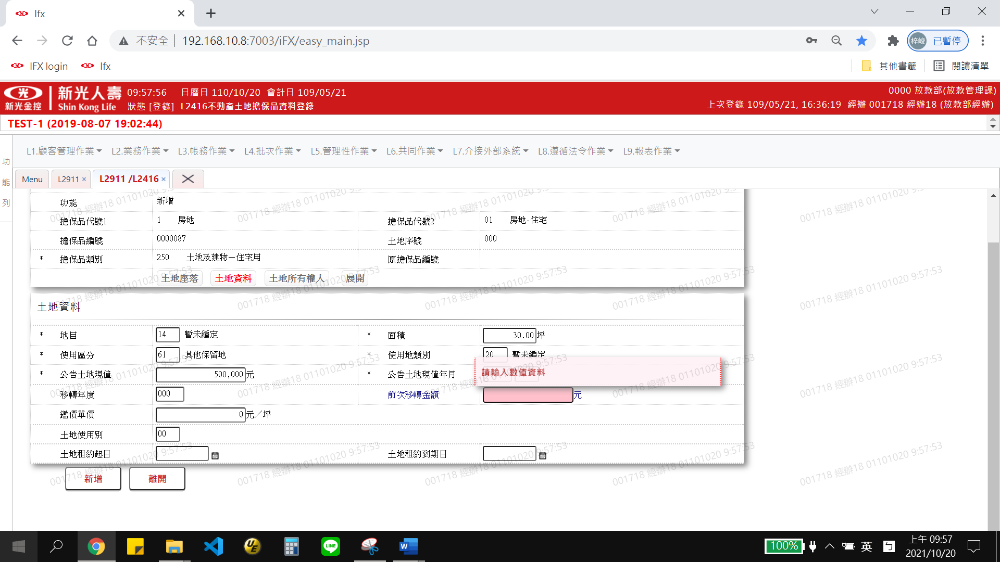 Ifx
不安全 192.168.10.8:7003/iFX/easy_main.jsp
梓峻 已暫停
IFX login Ifx
其他書籤 閱讀清單
光 新光金控 新光人壽 Shin Kong Life
09:57:56 日曆日 110/10/20 會計日 109/05/21
狀態 [登錄] L2416不動產土地擔保品資料登錄
0000 放款部(放款管理課)
上次登錄 109/05/21, 16:36:19 經辦 001718 經辦18 (放款部經辦)
TEST-1 (2019-08-07 19:02:44)
功
能
列
L1.顧客管理作業 L2.業務作業 L3.帳務作業 L4.批次作業 L5.管理性作業 L6.共同作業 L7.介接外部系統 L8.遵循法令作業 L9.報表作業
Menu L2911 × L2911 /L2416 ×
功能 新增
擔保品代號1 1 房地 擔保品代號2 01 房地-住宅
擔保品編號 0000087 土地序號 000
* 擔保品類別 250 土地及建物－住宅用 原擔保品編號
土地座落 土地資料 土地所有權人 展開
土地資料
* 地目 14 暫未編定 * 面積 30.00坪
* 使用區分 61 其他保留地 * 使用地類別 20 暫未編定
* 公告土地現值 500,000元 * 公告土地現值年月
請輸入數值資料
移轉年度 000 前次移轉金額 元
鑑價單價 0元／坪
土地使用別 00
土地租約起日 土地租約到期日
新增 離開
001718 經辦18 01101020 9:57:53
100% 英 ㄅ
上午 09:57
2021/10/20